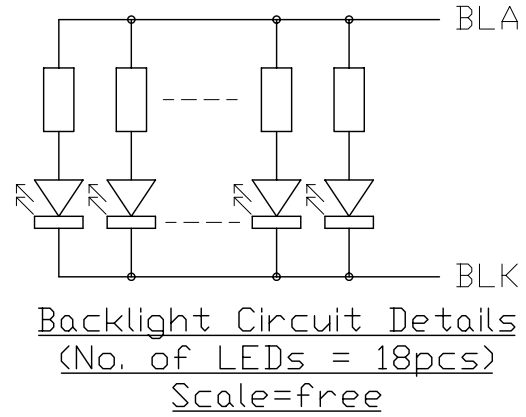 BLA
BLK
Backlight Circuit Details
(No. of LEDs = 18pcs)
Scale=free